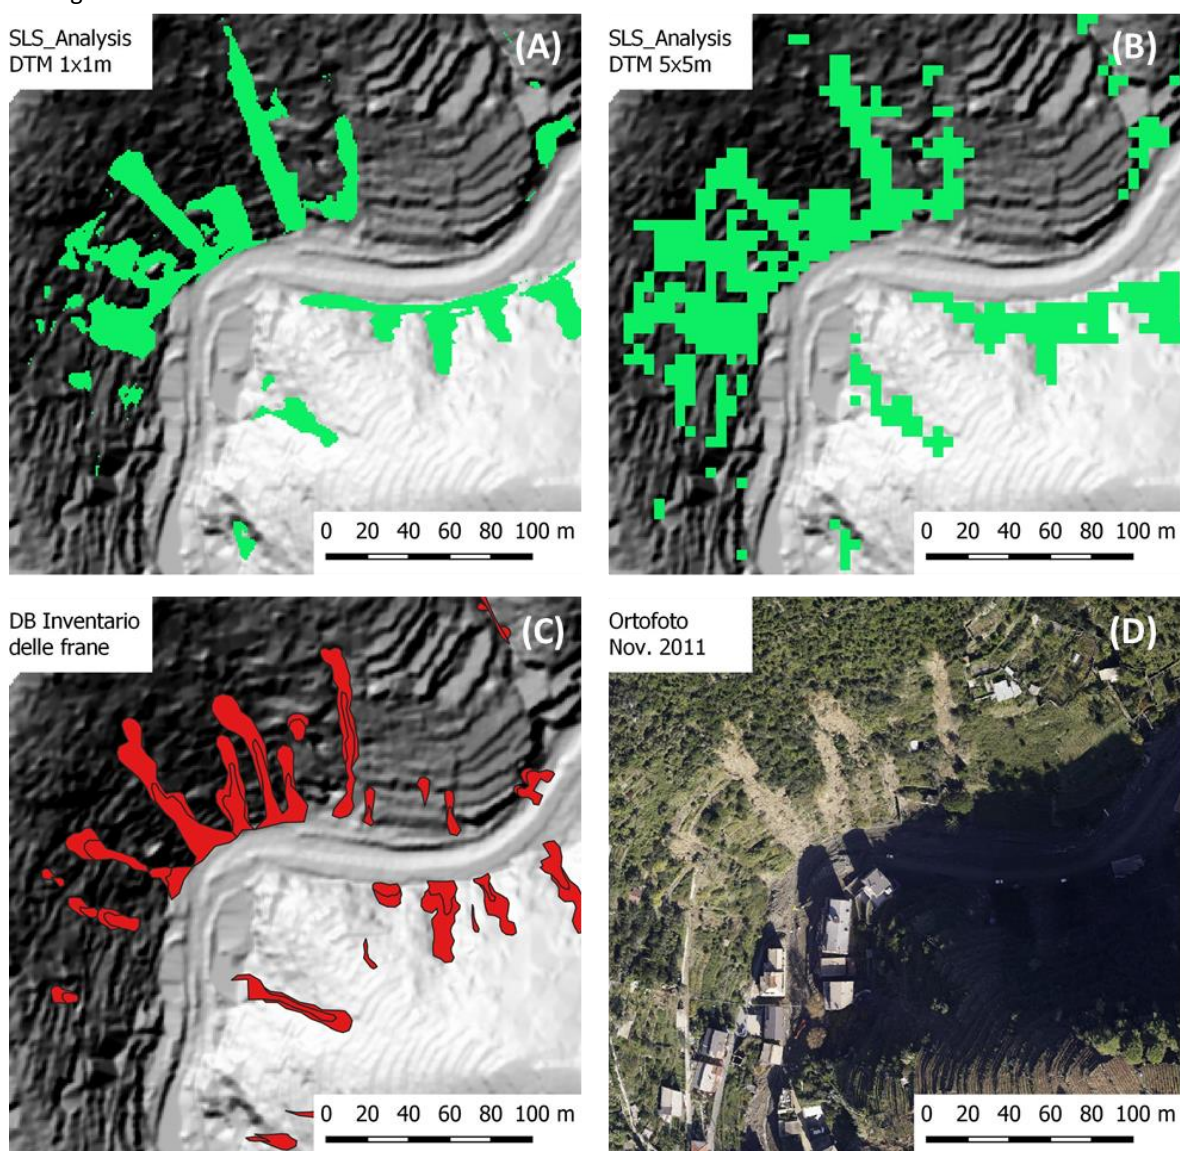 SLS_Analysis
DTM 1x1m
(A)
0 20 40 60 80 100 m
SLS_Analysis
DTM 5x5m
(B)
0 20 40 60 80 100 m
DB Inventario
delle frane
(C)
0 20 40 60 80 100 m
Ortofoto
Nov. 2011
(D)
0 20 40 60 80 100 m